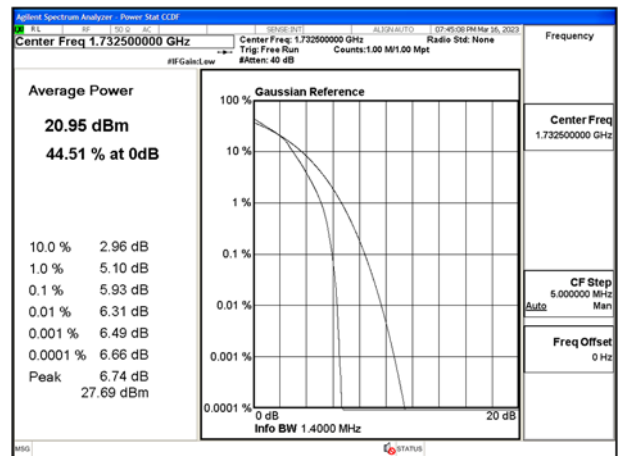 Agilent Spectrum Analyzer - Power Stat CCDF
RL RF 50 Ω AC SENSE:INT ALIGNAUTO 07:45:08 PM Mar 16, 2023
Center Freq 1.732500000 GHz
Center Freq: 1.732500000 GHz Radio Std: None
Trig: Free Run Counts:1.00 M/1.00 Mpt
#IFGain:Low #Atten: 40 dB
Frequency
Average Power
20.95 dBm
44.51 % at 0dB
10.0 % 2.96 dB
1.0 % 5.10 dB
0.1 % 5.93 dB
0.01 % 6.31 dB
0.001 % 6.49 dB
0.0001 % 6.66 dB
Peak 6.74 dB
27.69 dBm
Gaussian Reference
100 %
10 %
1 %
0.1 %
0.01 %
0.001 %
0.0001 %
0 dB 20 dB
Info BW 1.4000 MHz
Center Freq
1.732500000 GHz
CF Step
5.000000 MHz
Auto Man
Freq Offset
0 Hz
MSG STATUS